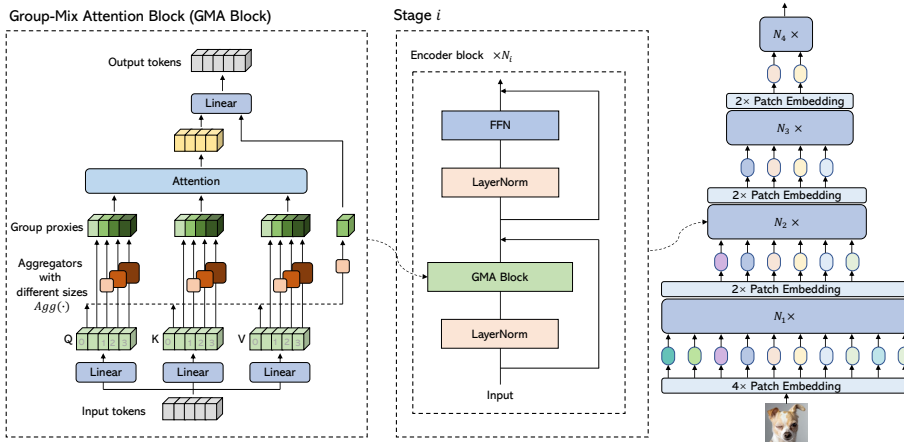 Group-Mix Attention Block (GMA Block)
Output tokens
Linear
Attention
Group proxies
Aggregators
with
different sizes
Agg(·)
Q
0 1 2 3
K
0 1 2 3
V
0 1 2 3
Linear
Linear
Linear
Input tokens
Stage i
Encoder block ×N_i
FFN
LayerNorm
GMA Block
LayerNorm
Input
N_4 ×
2× Patch Embedding
N_3 ×
2× Patch Embedding
N_2 ×
2× Patch Embedding
N_1×
4× Patch Embedding